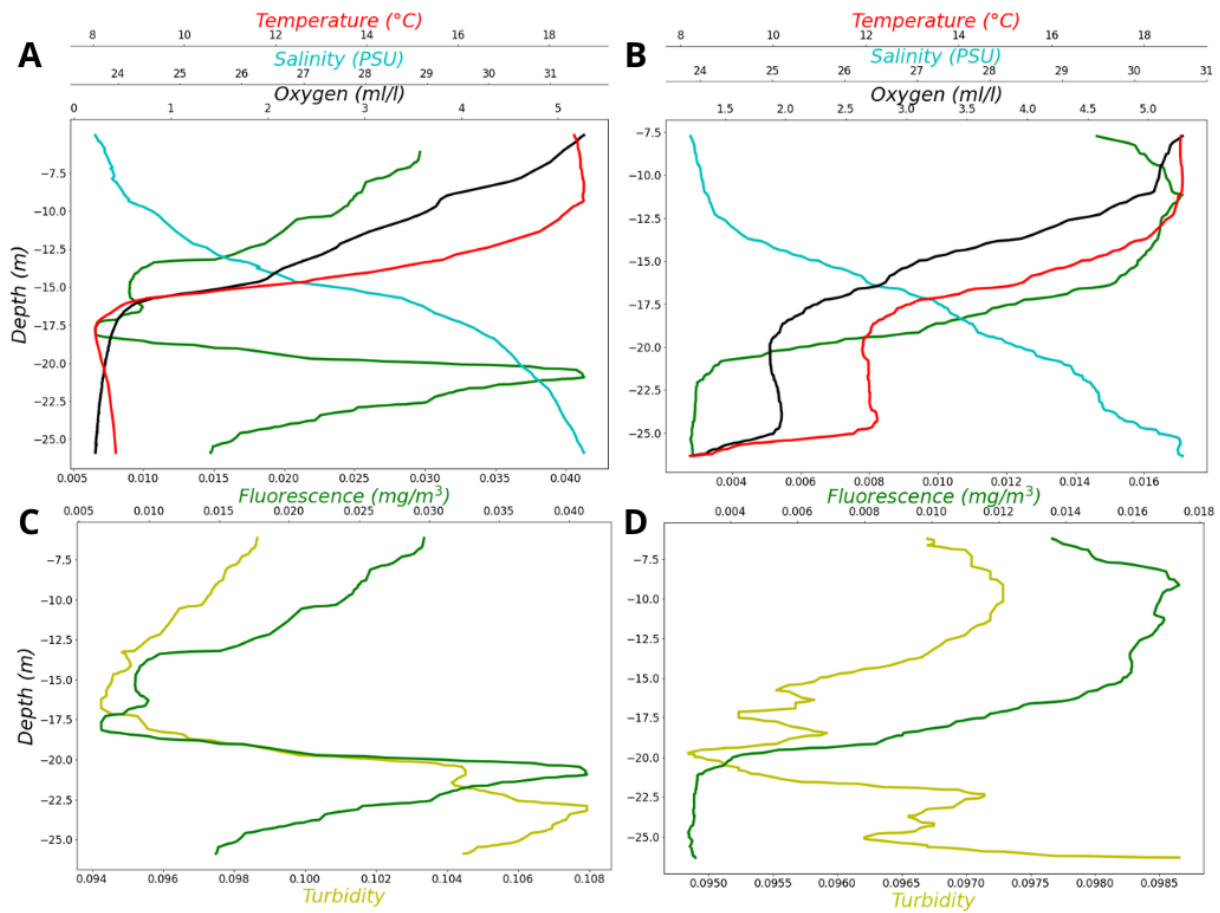 A
Temperature (°C)
8 10 12 14 16 18
Salinity (PSU)
24 25 26 27 28 29 30 31
Oxygen (ml/l)
0 1 2 3 4 5
Depth (m)
−7.5
−10.0
−12.5
−15.0
−17.5
−20.0
−22.5
−25.0
0.005 0.010 0.015 0.020 0.025 0.030 0.035 0.040
Fluorescence (mg/m³)
B
Temperature (°C)
8 10 12 14 16 18
Salinity (PSU)
24 25 26 27 28 29 30 31
Oxygen (ml/l)
1.5 2.0 2.5 3.0 3.5 4.0 4.5 5.0
−7.5
−10.0
−12.5
−15.0
−17.5
−20.0
−22.5
−25.0
0.004 0.006 0.008 0.010 0.012 0.014 0.016
Fluorescence (mg/m³)
C
0.005 0.010 0.015 0.020 0.025 0.030 0.035 0.040
Depth (m)
−7.5
−10.0
−12.5
−15.0
−17.5
−20.0
−22.5
−25.0
0.094 0.096 0.098 0.100 0.102 0.104 0.106 0.108
Turbidity
D
0.004 0.006 0.008 0.010 0.012 0.014 0.016 0.018
−7.5
−10.0
−12.5
−15.0
−17.5
−20.0
−22.5
−25.0
0.0950 0.0955 0.0960 0.0965 0.0970 0.0975 0.0980 0.0985
Turbidity